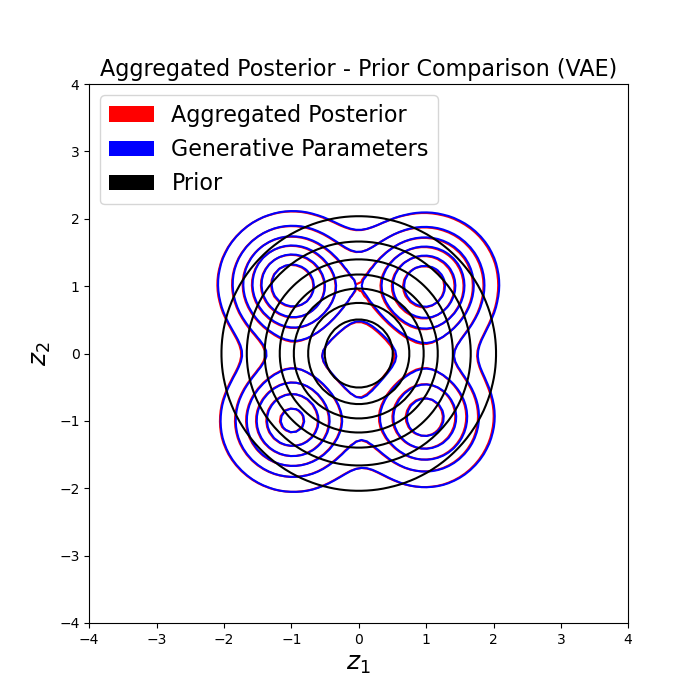 Aggregated Posterior - Prior Comparison (VAE)
Aggregated Posterior
Generative Parameters
Prior
4
3
2
1
0
−1
−2
−3
−4
z₂
−4 −3 −2 −1 0 1 2 3 4
z₁